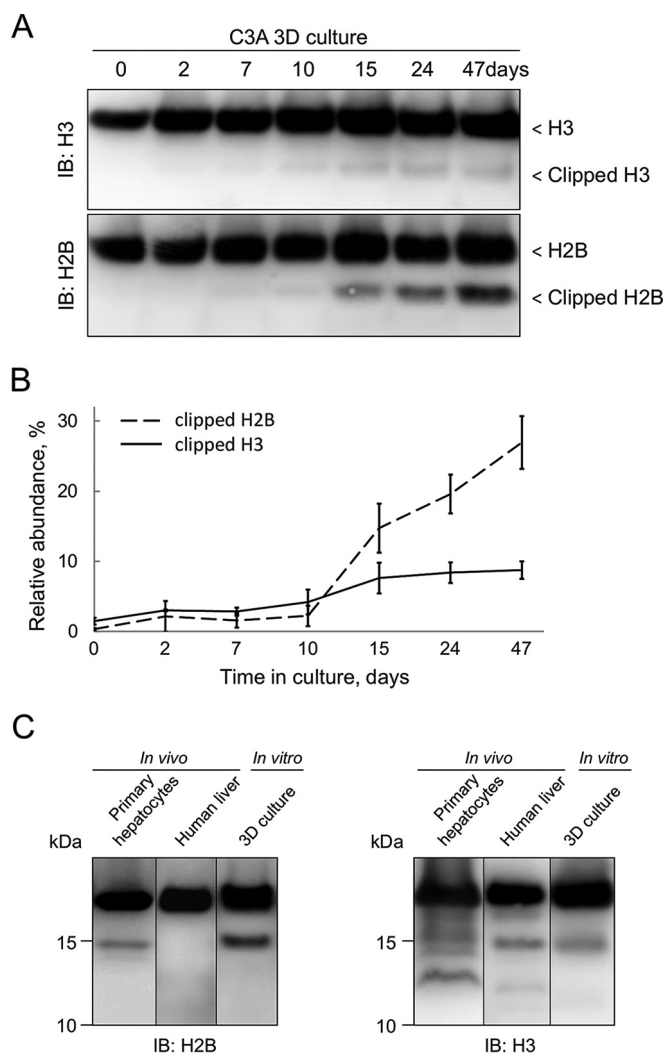 A
C3A 3D culture
0 2 7 10 15 24 47days
IB: H3
< H3
< Clipped H3
IB: H2B
< H2B
< Clipped H2B
B
Relative abundance, %
30
20
10
0
clipped H2B
clipped H3
0 2 7 10 15 24 47
Time in culture, days
C
In vivo In vitro
Primary
hepatocytes
Human liver
3D culture
kDa
15
10
IB: H2B
In vivo In vitro
Primary
hepatocytes
Human liver
3D culture
kDa
15
10
IB: H3